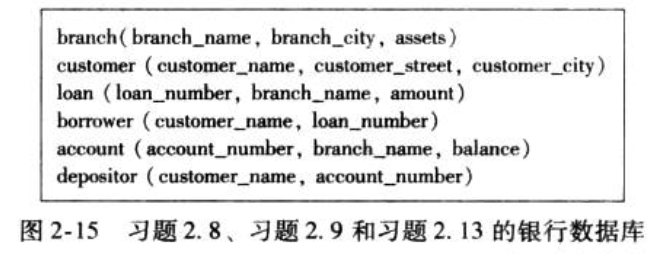 branch(branch_name, branch_city, assets)
customer (customer_name, customer_street, customer_city)
loan (loan_number, branch_name, amount)
borrower (customer_name, loan_number)
account (account_number, branch_name, balance)
depositor (customer_name, account_number)
图 2-15 习题 2.8、习题 2.9 和习题 2.13 的银行数据库